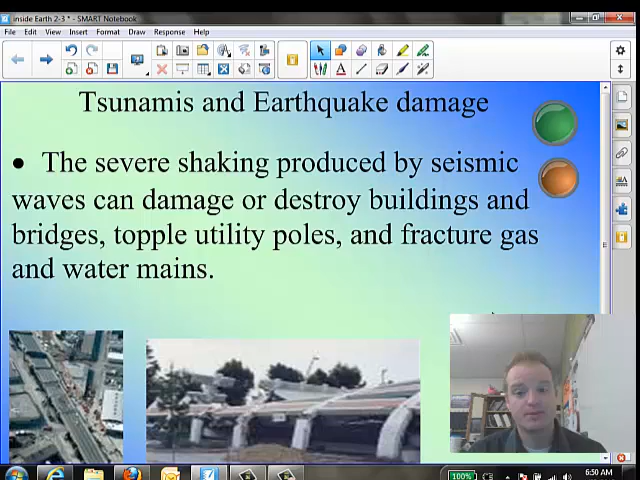 inside Earth 2-3 * - SMART Notebook
File Edit View Insert Format Draw Response Help
Tsunamis and Earthquake damage
• The severe shaking produced by seismic
waves can damage or destroy buildings and
bridges, topple utility poles, and fracture gas
and water mains.
100%
6:50 AM